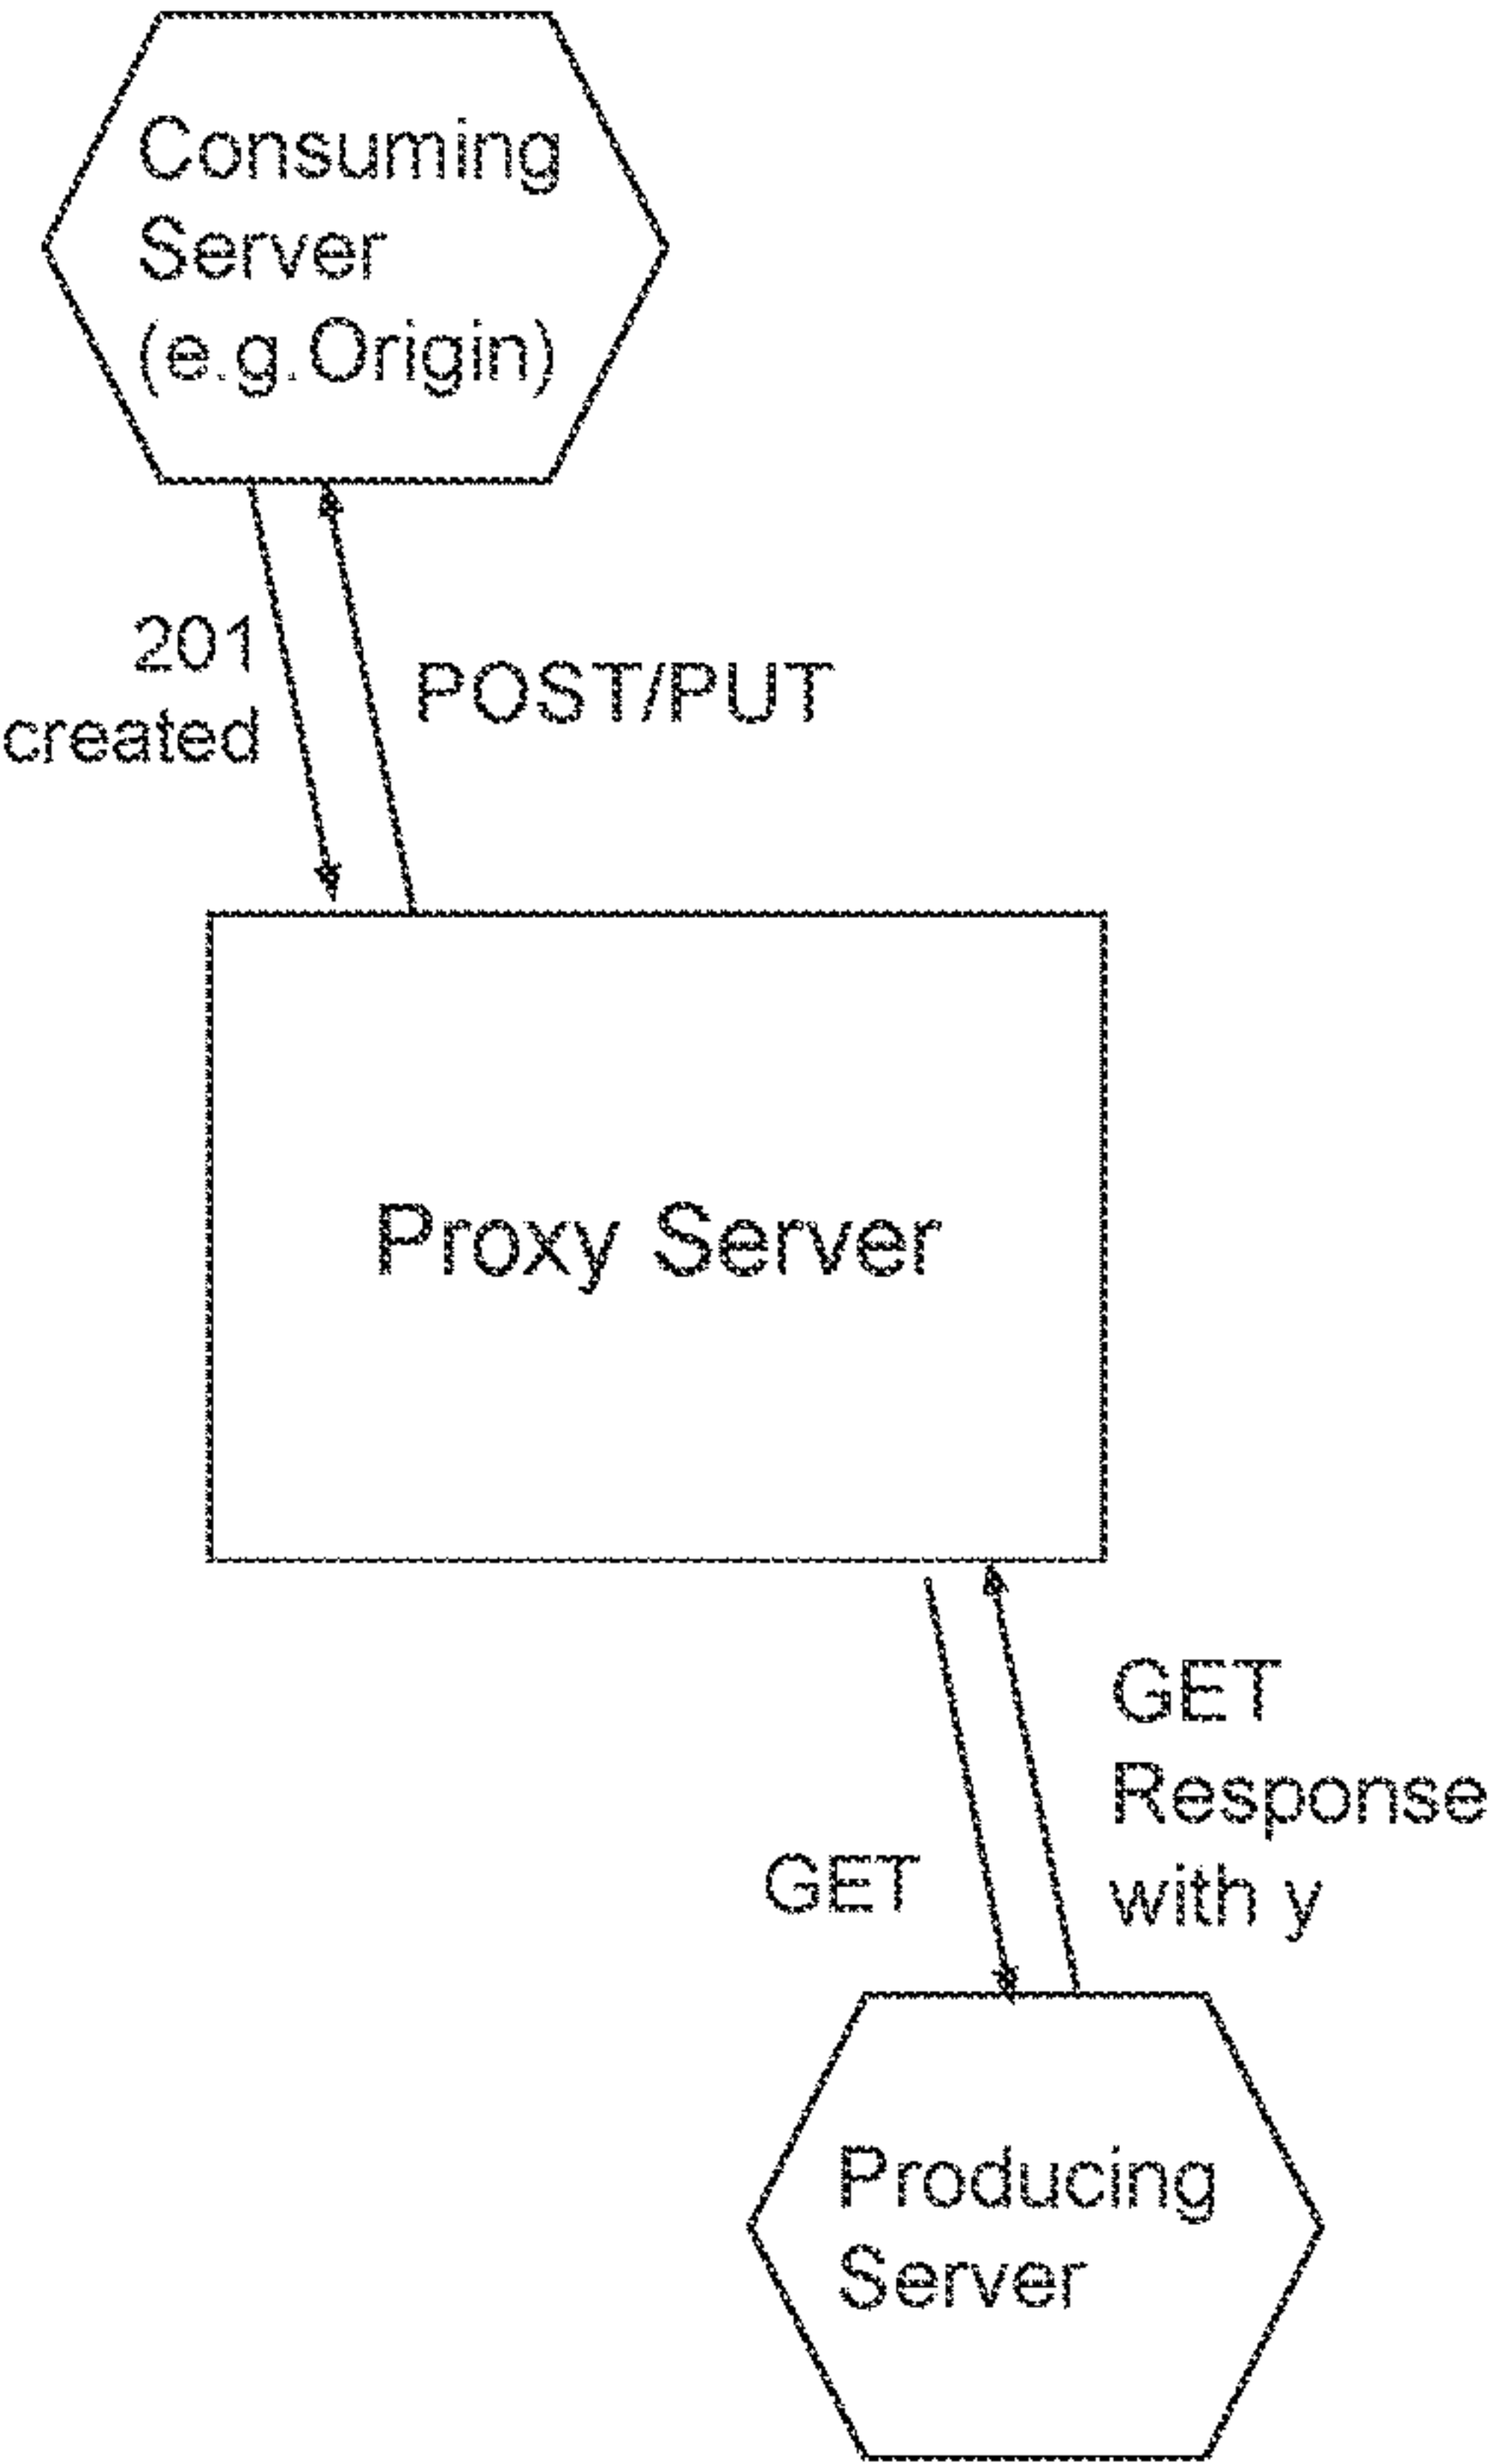 Consuming
Server
(e.g.Origin)
201
created
POST/PUT
Proxy Server
GET
Response
with y
GET
Producing
Server